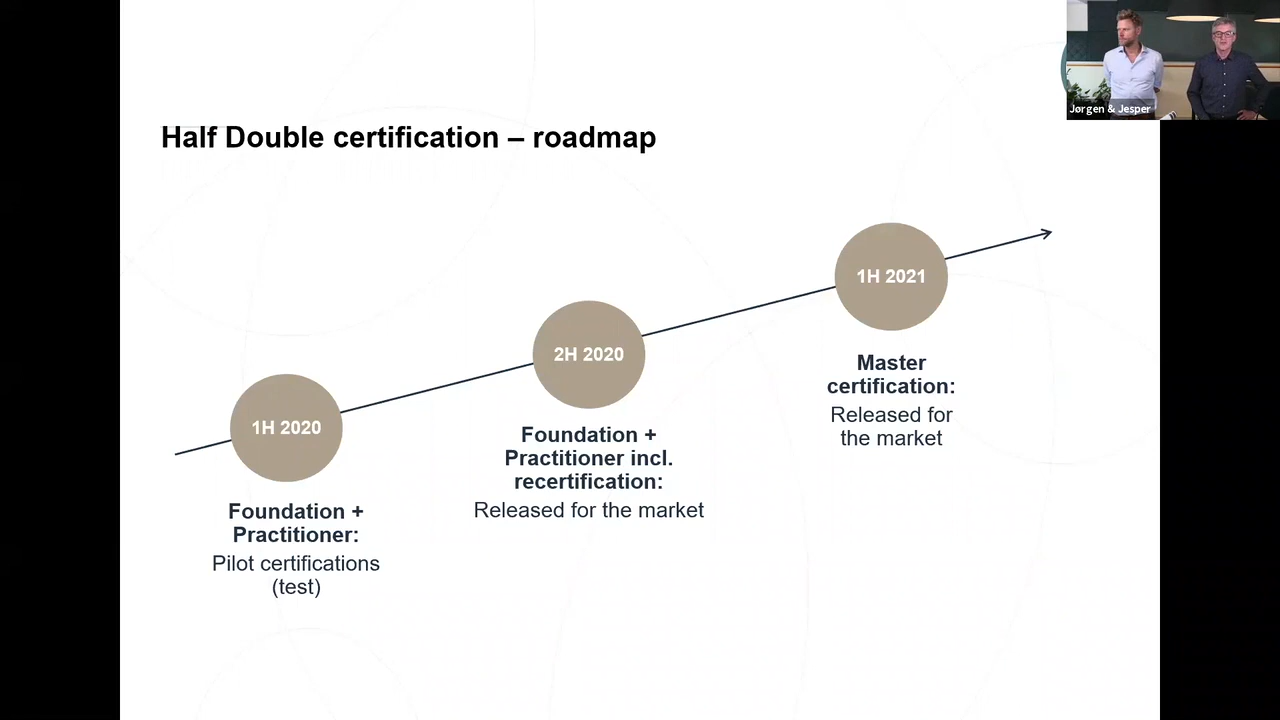 Jørgen & Jesper
Half Double certification – roadmap
1H 2020
Foundation +
Practitioner:
Pilot certifications
(test)
2H 2020
Foundation +
Practitioner incl.
recertification:
Released for the market
1H 2021
Master
certification:
Released for
the market